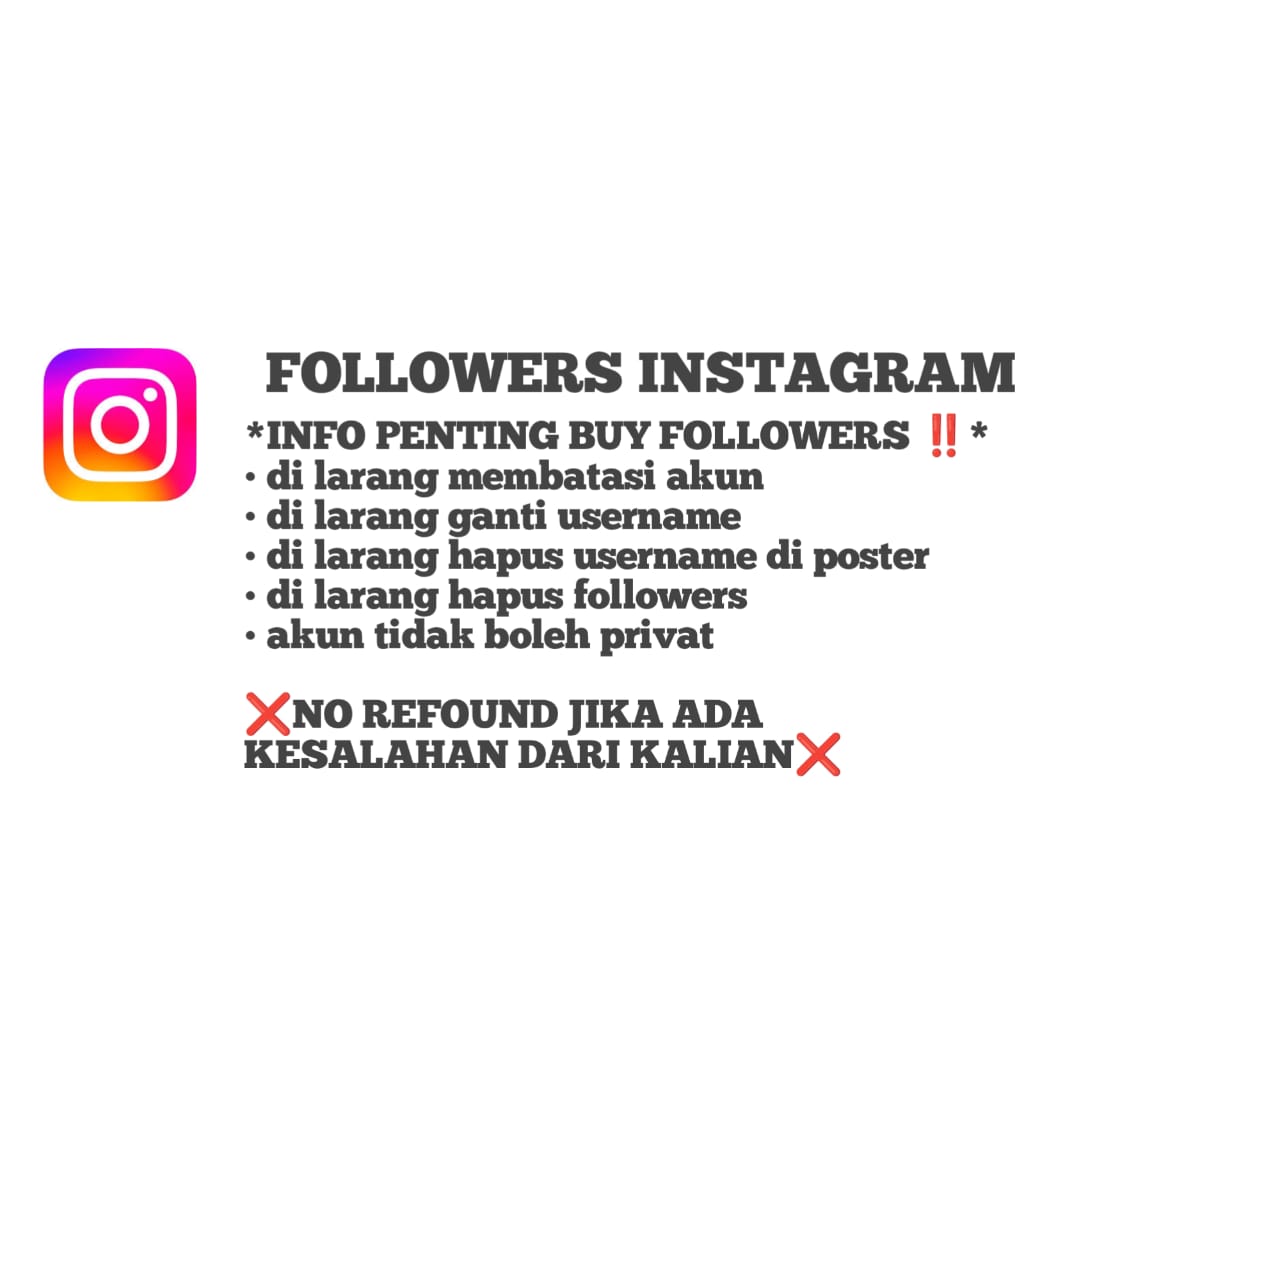 FOLLOWERS INSTAGRAM
*INFO PENTING BUY FOLLOWERS ‼️*
• di larang membatasi akun
• di larang ganti username
• di larang hapus username di poster
• di larang hapus followers
• akun tidak boleh privat
❌NO REFOUND JIKA ADA
KESALAHAN DARI KALIAN❌